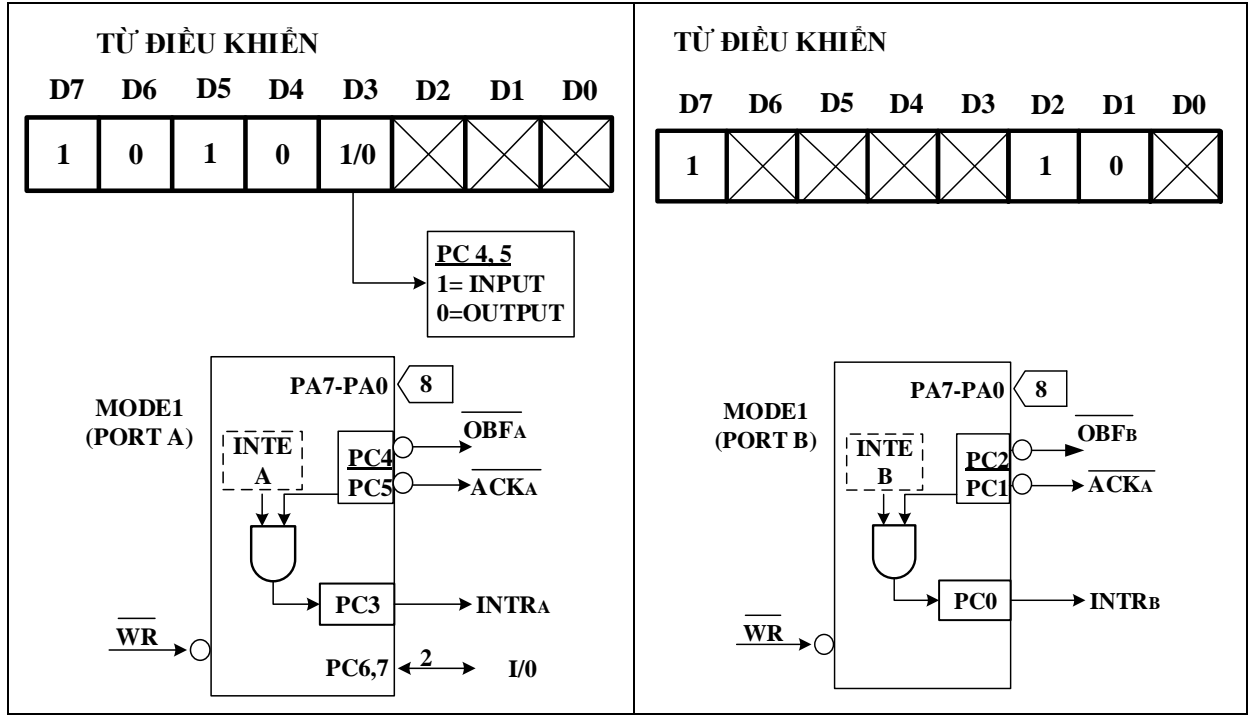 TỪ ĐIỀU KHIỂN
D7 D6 D5 D4 D3 D2 D1 D0
1 0 1 0 1/0
PC 4, 5
1= INPUT
0=OUTPUT
MODE1
(PORT A)
PA7-PA0 8
INTE
A
PC4
PC5
OBFA
ACKA
PC3
INTRA
WR
PC6,7 2 I/0
TỪ ĐIỀU KHIỂN
D7 D6 D5 D4 D3 D2 D1 D0
1 1 0
MODE1
(PORT B)
PA7-PA0 8
INTE
B
PC2
PC1
OBFB
ACKA
PC0
INTRB
WR